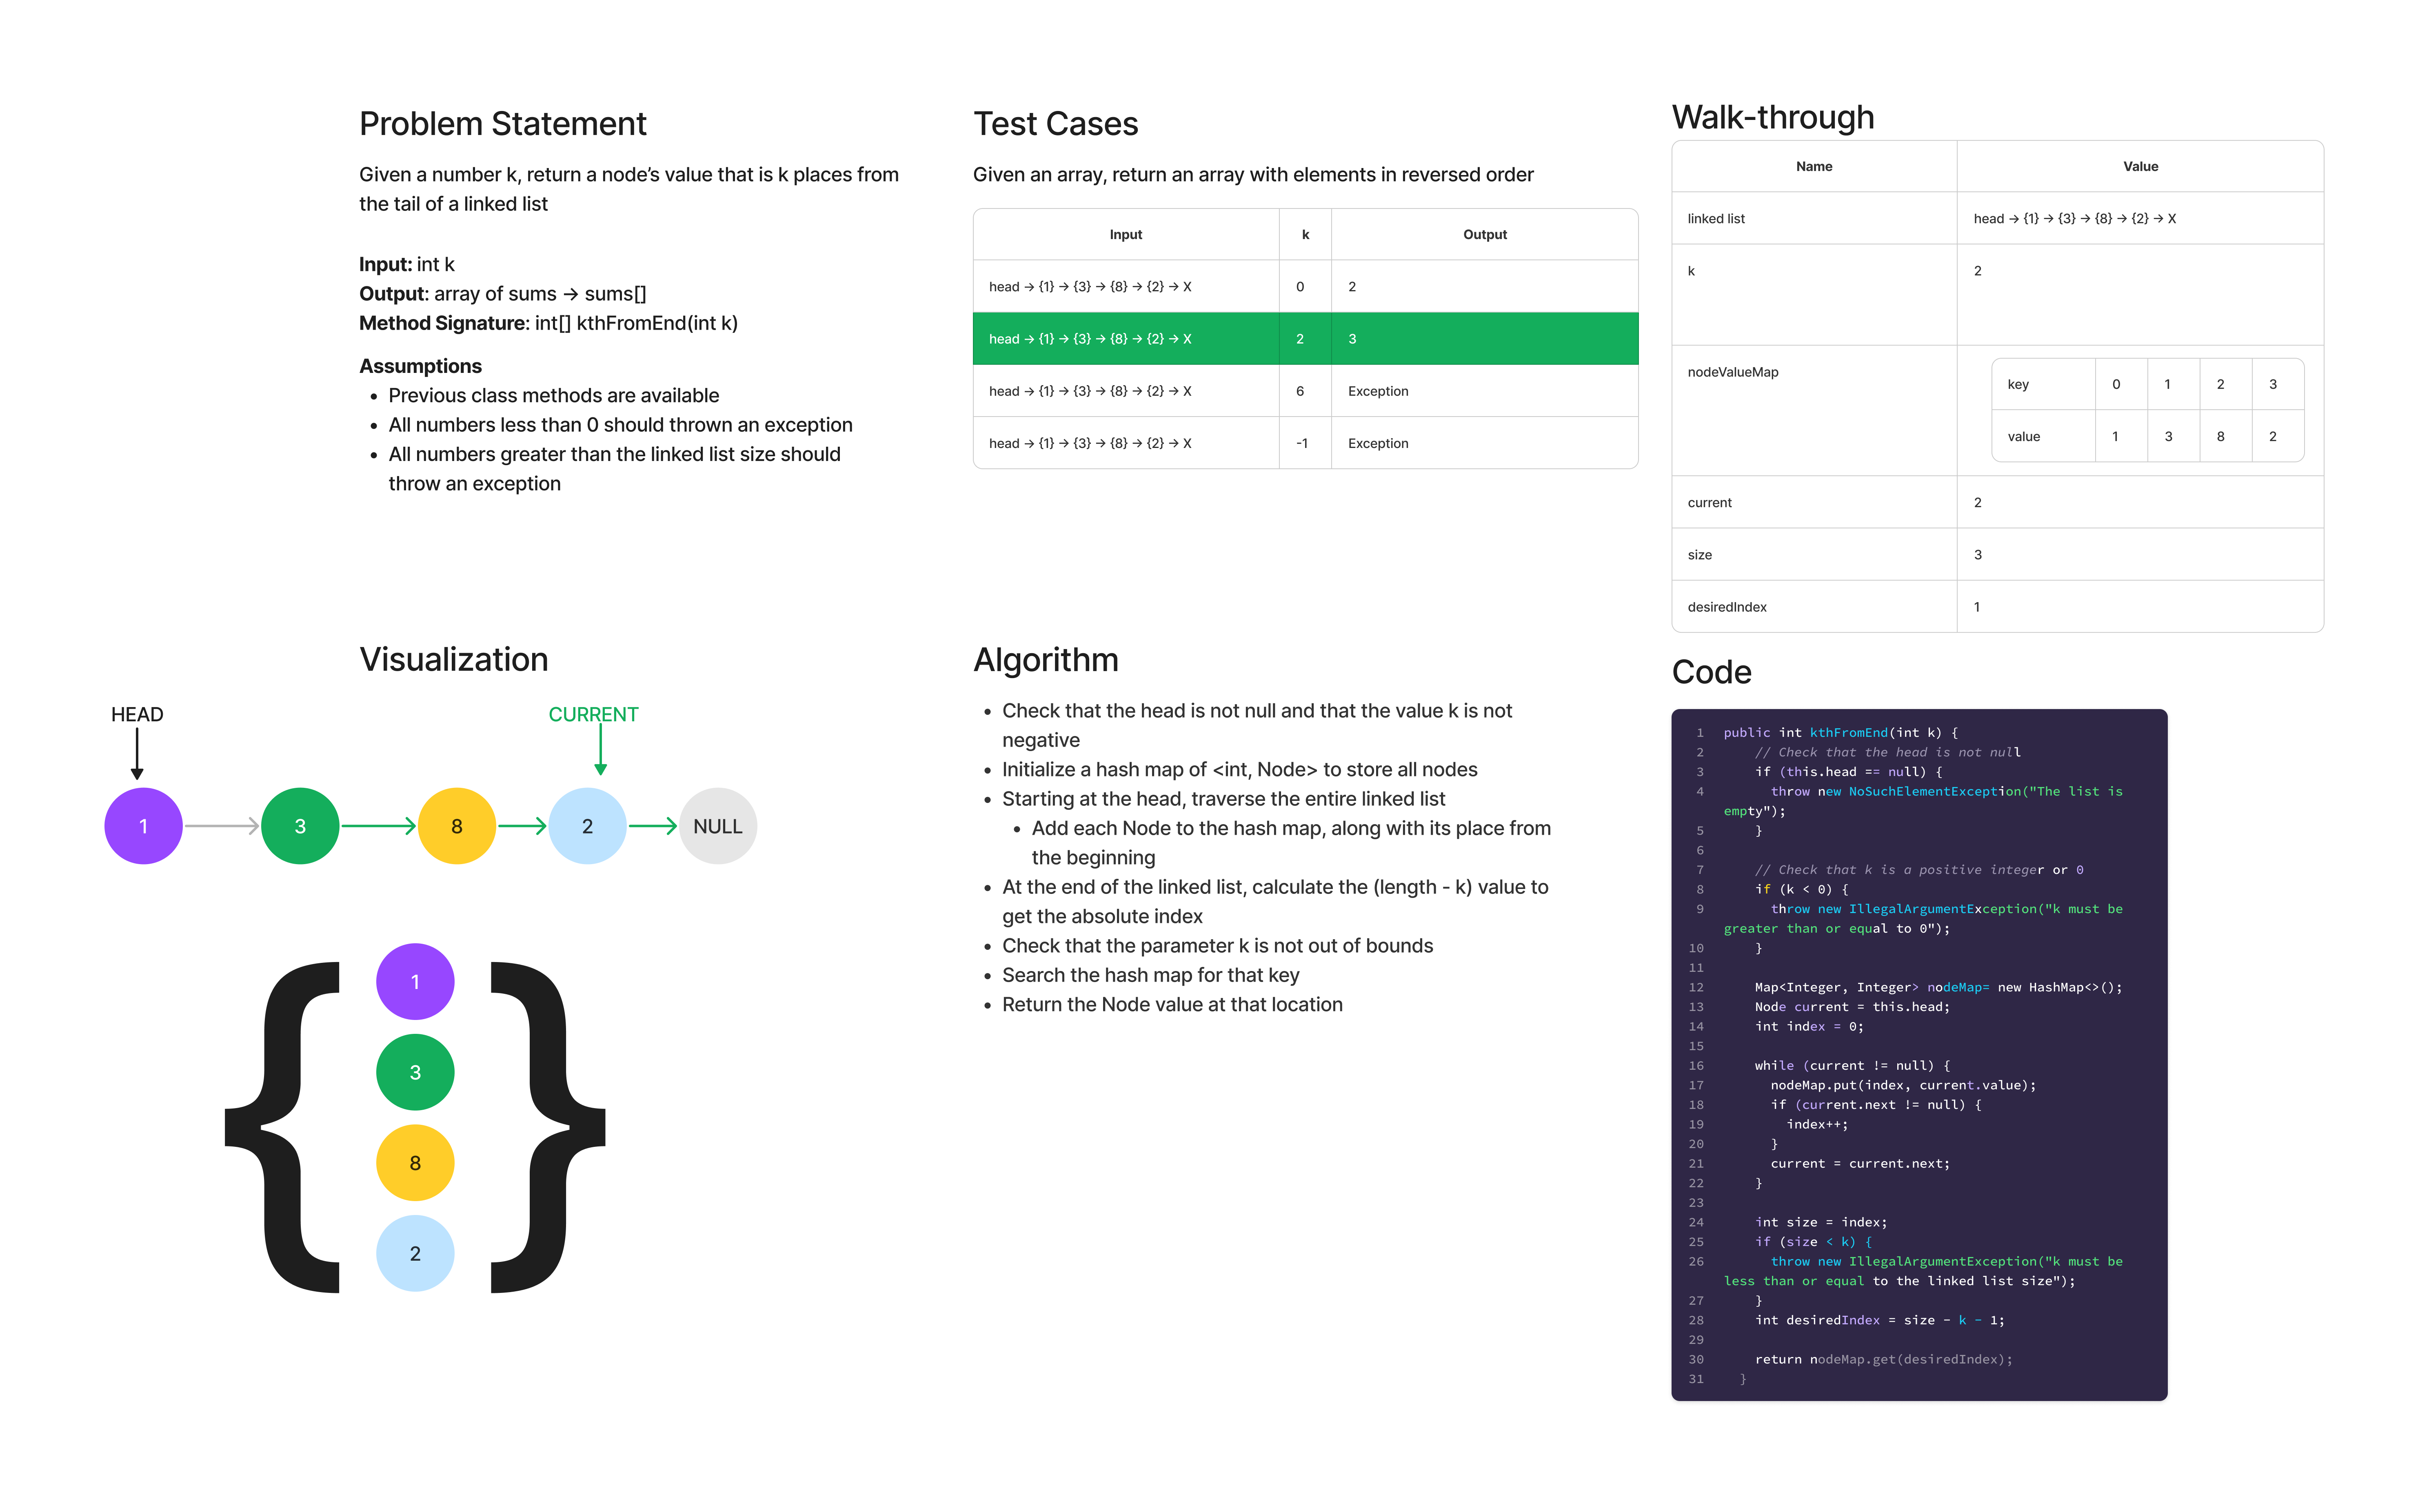 Problem Statement
Given a number k, return a node’s value that is k places from
the tail of a linked list
Input: int k
Output: array of sums → sums[]
Method Signature: int[] kthFromEnd(int k)
Assumptions
• Previous class methods are available
• All numbers less than 0 should thrown an exception
• All numbers greater than the linked list size should
throw an exception
Test Cases
Given an array, return an array with elements in reversed order
Input k Output
head → {1} → {3} → {8} → {2} → X 0 2
head → {1} → {3} → {8} → {2} → X 2 3
head → {1} → {3} → {8} → {2} → X 6 Exception
head → {1} → {3} → {8} → {2} → X -1 Exception
Walk-through
Name Value
linked list head → {1} → {3} → {8} → {2} → X
k 2
nodeValueMap
key 0 1 2 3
value 1 3 8 2
current 2
size 3
desiredIndex 1
Visualization
HEAD CURRENT
1 3 8 2 NULL
{ }
1
3
8
2
Algorithm
• Check that the head is not null and that the value k is not
negative
• Initialize a hash map of <int, Node> to store all nodes
• Starting at the head, traverse the entire linked list
• Add each Node to the hash map, along with its place from
the beginning
• At the end of the linked list, calculate the (length - k) value to
get the absolute index
• Check that the parameter k is not out of bounds
• Search the hash map for that key
• Return the Node value at that location
Code
1 public int kthFromEnd(int k) {
2 // Check that the head is not null
3 if (this.head == null) {
4 throw new NoSuchElementException("The list is
empty");
5 }
6
7 // Check that k is a positive integer or 0
8 if (k < 0) {
9 throw new IllegalArgumentException("k must be
greater than or equal to 0");
10 }
11
12 Map<Integer, Integer> nodeMap= new HashMap<>();
13 Node current = this.head;
14 int index = 0;
15
16 while (current != null) {
17 nodeMap.put(index, current.value);
18 if (current.next != null) {
19 index++;
20 }
21 current = current.next;
22 }
23
24 int size = index;
25 if (size < k) {
26 throw new IllegalArgumentException("k must be
less than or equal to the linked list size");
27 }
28 int desiredIndex = size - k - 1;
29
30 return nodeMap.get(desiredIndex);
31 }